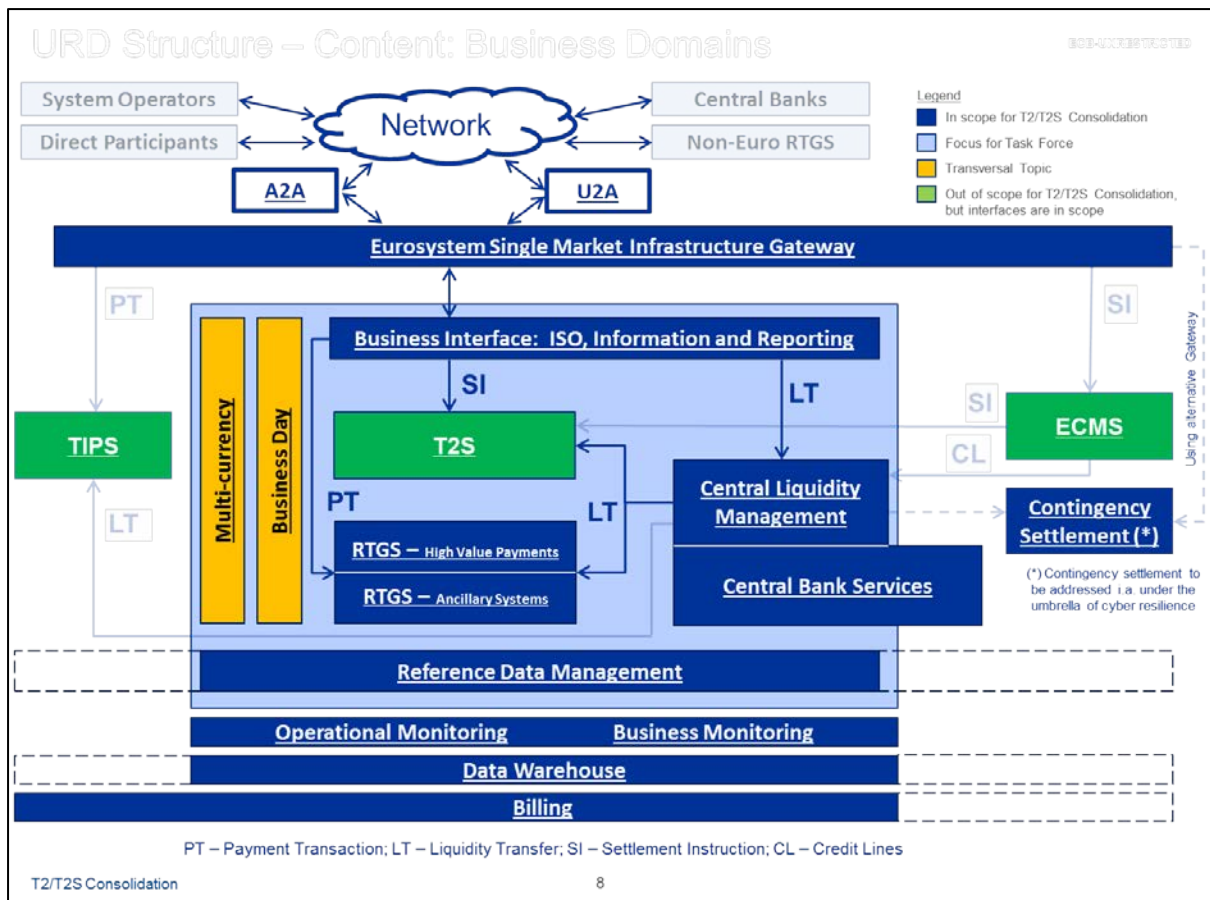 URD Structure – Content: Business Domains
ECB-UNRESTRICTED
System Operators
Direct Participants
Network
Central Banks
Non-Euro RTGS
Legend
In scope for T2/T2S Consolidation
Focus for Task Force
Transversal Topic
Out of scope for T2/T2S Consolidation,
but interfaces are in scope
A2A
U2A
Eurosystem Single Market Infrastructure Gateway
PT
SI
Using alternative Gateway
Business Interface: ISO, Information and Reporting
SI
LT
Multi-currency
Business Day
TIPS
T2S
SI
ECMS
CL
LT
PT
LT
Central Liquidity
Management
Contingency
Settlement (*)
RTGS – High Value Payments
RTGS – Ancillary Systems
Central Bank Services
(*) Contingency settlement to
be addressed i.a. under the
umbrella of cyber resilience
Reference Data Management
Operational Monitoring
Business Monitoring
Data Warehouse
Billing
PT – Payment Transaction; LT – Liquidity Transfer; SI – Settlement Instruction; CL – Credit Lines
T2/T2S Consolidation
8